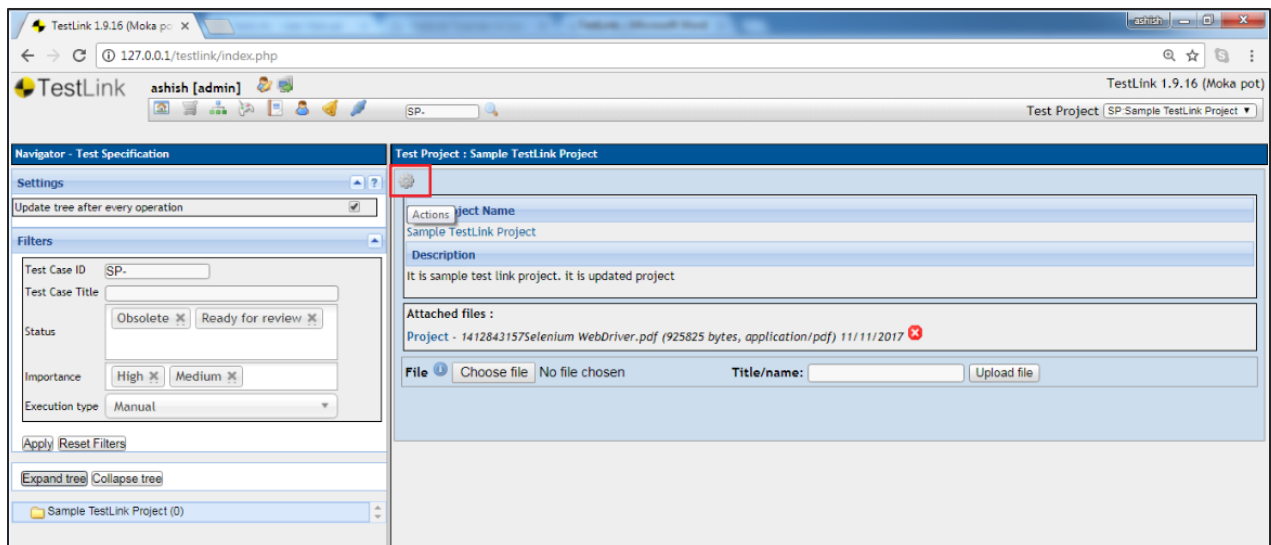 TestLink 1.9.16 (Moka po
ashish
127.0.0.1/testlink/index.php
TestLink ashish [admin]
TestLink 1.9.16 (Moka pot)
SP-
Test Project SP:Sample TestLink Project
Navigator - Test Specification
Settings
?
Update tree after every operation
Filters
Test Case ID SP-
Test Case Title
Status Obsolete Ready for review
Importance High Medium
Execution type Manual
Apply Reset Filters
Expand tree Collapse tree
Sample TestLink Project (0)
Test Project : Sample TestLink Project
Actions
ject Name
Sample TestLink Project
Description
It is sample test link project. it is updated project
Attached files :
Project - 1412843157Selenium WebDriver.pdf (925825 bytes, application/pdf) 11/11/2017
File Choose file No file chosen Title/name: Upload file